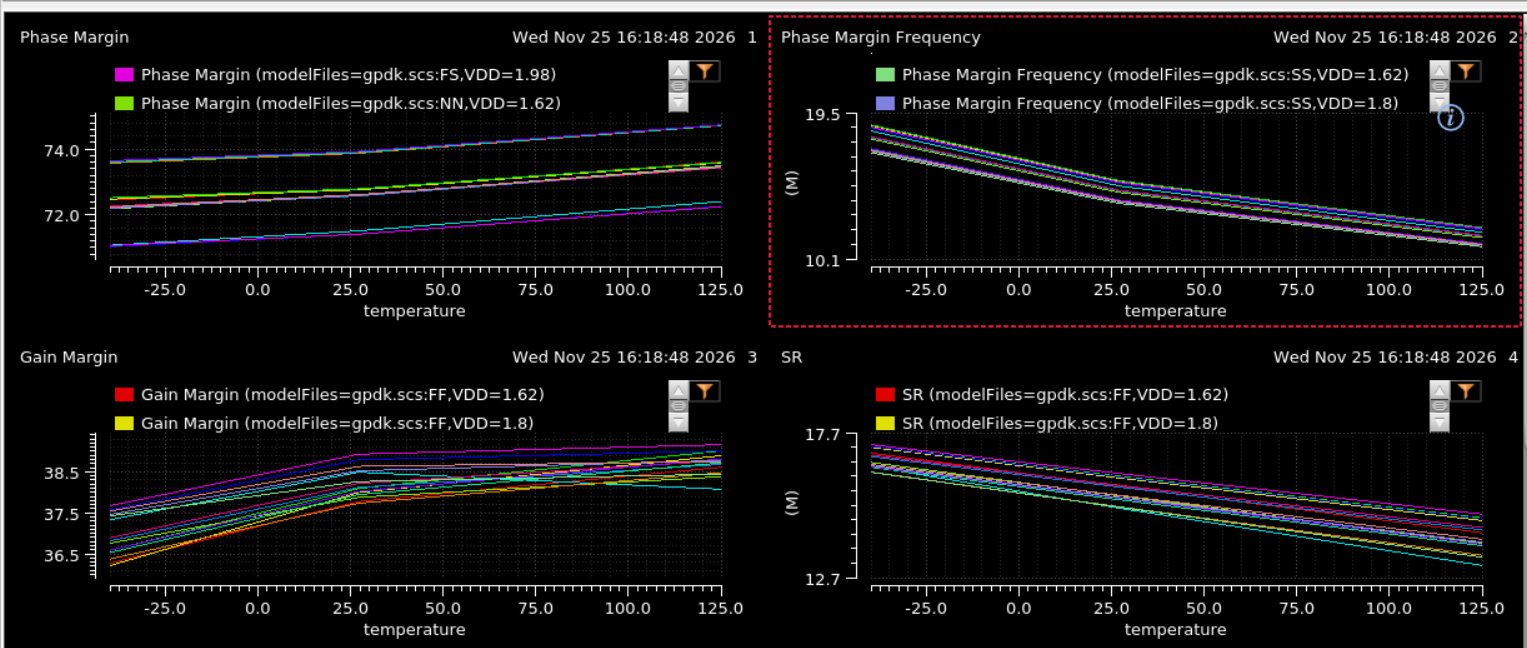 Phase Margin Wed Nov 25 16:18:48 2026 1
Phase Margin (modelFiles=gpdk.scs:FS,VDD=1.98)
Phase Margin (modelFiles=gpdk.scs:NN,VDD=1.62)
74.0
72.0
-25.0 0.0 25.0 50.0 75.0 100.0 125.0
temperature
Phase Margin Frequency Wed Nov 25 16:18:48 2026 2
Phase Margin Frequency (modelFiles=gpdk.scs:SS,VDD=1.62)
Phase Margin Frequency (modelFiles=gpdk.scs:SS,VDD=1.8)
i
19.5
(M)
10.1
-25.0 0.0 25.0 50.0 75.0 100.0 125.0
temperature
Gain Margin Wed Nov 25 16:18:48 2026 3
Gain Margin (modelFiles=gpdk.scs:FF,VDD=1.62)
Gain Margin (modelFiles=gpdk.scs:FF,VDD=1.8)
38.5
37.5
36.5
-25.0 0.0 25.0 50.0 75.0 100.0 125.0
temperature
SR Wed Nov 25 16:18:48 2026 4
SR (modelFiles=gpdk.scs:FF,VDD=1.62)
SR (modelFiles=gpdk.scs:FF,VDD=1.8)
17.7
(M)
12.7
-25.0 0.0 25.0 50.0 75.0 100.0 125.0
temperature